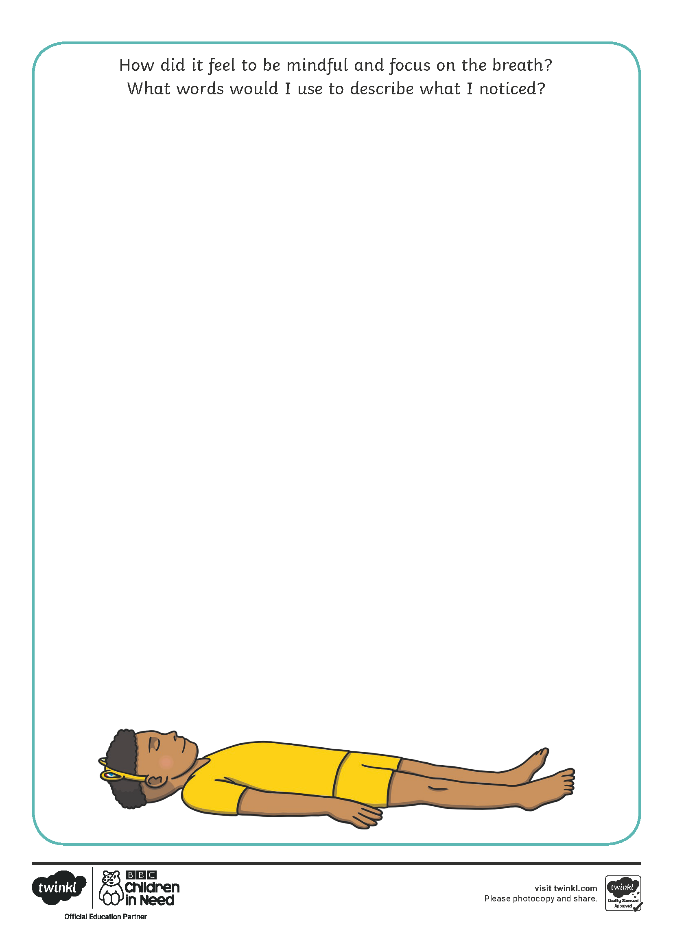 How did it feel to be mindful and focus on the breath?
What words would I use to describe what I noticed?
twinkl
BBC
Children
in Need
Official Education Partner
visit twinkl.com
Please photocopy and share.
twinkl
Quality Standard
Approved